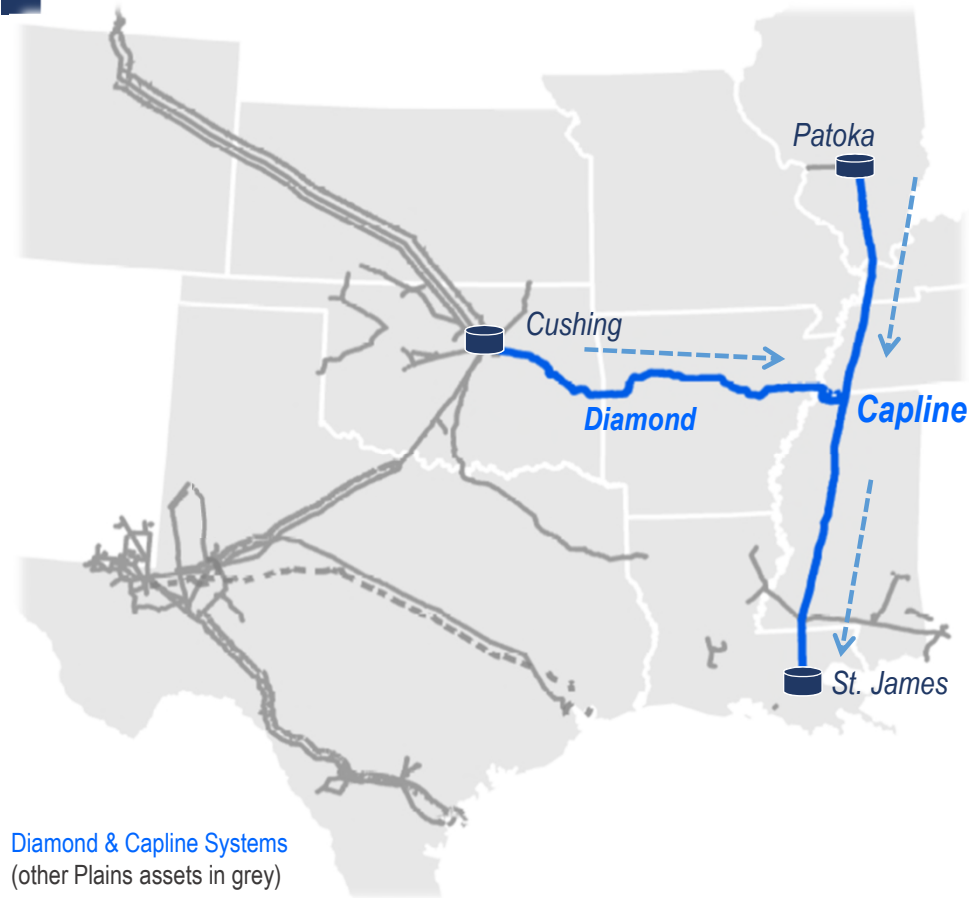 Patoka
Cushing
Diamond
Capline
St. James
Diamond & Capline Systems
(other Plains assets in grey)